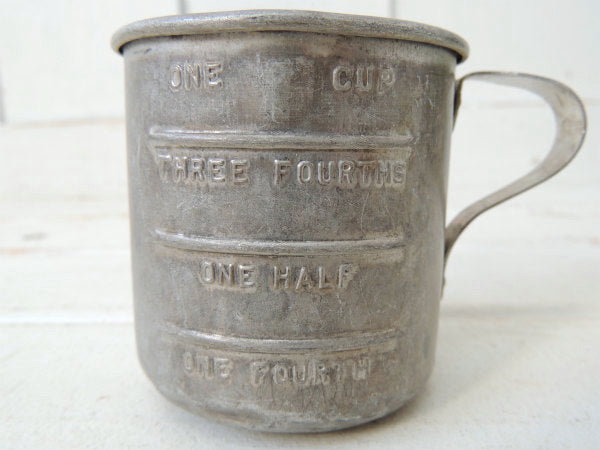 ONE CUP
THREE FOURTHS
ONE HALF
ONE FOURTH